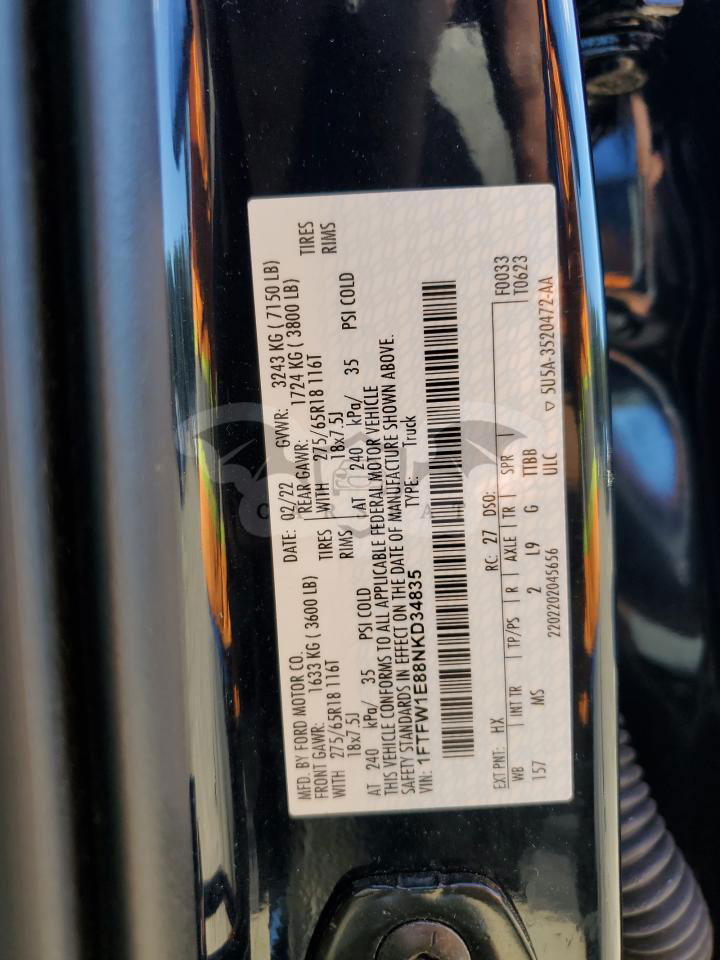 MFD. BY FORD MOTOR CO.
DATE: 02/22 GVWR: 3243 KG ( 7150 LB)
FRONT GAWR: 1633 KG ( 3600 LB)
REAR GAWR: 1724 KG ( 3800 LB)
WITH 275/65R18 116T TIRES
WITH 275/65R18 116T TIRES
18x7.5J RIMS
18x7.5J RIMS
AT 240 kPa/ 35 PSI COLD
AT 240 kPa/ 35 PSI COLD
THIS VEHICLE CONFORMS TO ALL APPLICABLE FEDERAL MOTOR VEHICLE
SAFETY STANDARDS IN EFFECT ON THE DATE OF MANUFACTURE SHOWN ABOVE.
VIN: 1FTFW1E88NKD34835 TYPE: Truck
EXT PNT: HX RC: 27 DSO: F0033
WB INT TR TP/PS R AXLE TR SPR T0623
157 MS 2 L9 G TTBB
2202202045656 ULC ▽ 5U5A-3520472-AA